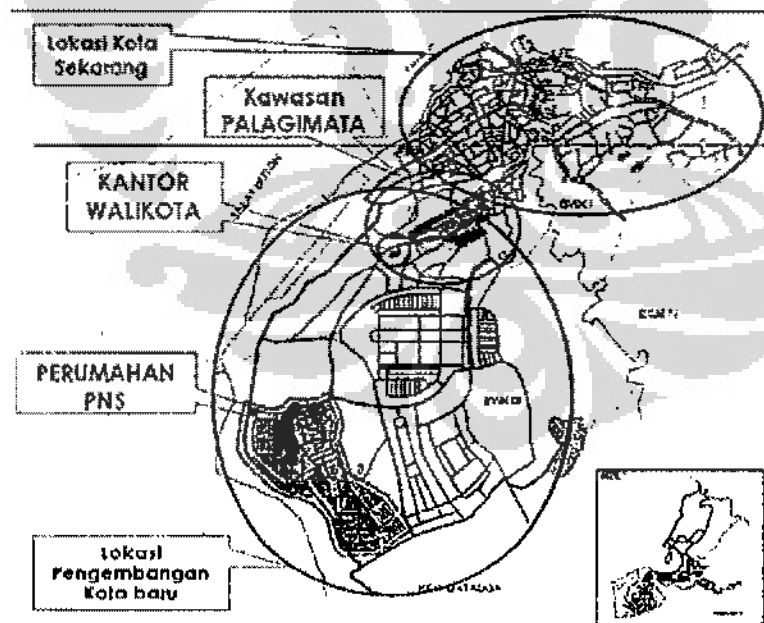 Lokasi Kota
Sekarang
Kawasan
PALAGIMATA
KANTOR
WALIKOTA
PERUMAHAN
PNS
Lokasi
Pengembangan
Kota baru